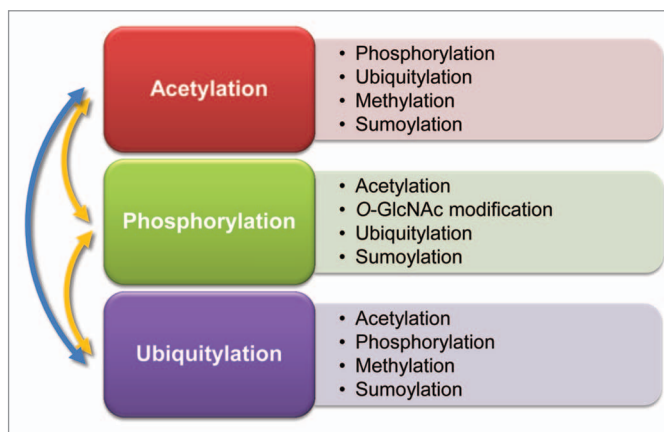 Acetylation
• Phosphorylation
• Ubiquitylation
• Methylation
• Sumoylation
Phosphorylation
• Acetylation
• O-GlcNAc modification
• Ubiquitylation
• Sumoylation
Ubiquitylation
• Acetylation
• Phosphorylation
• Methylation
• Sumoylation